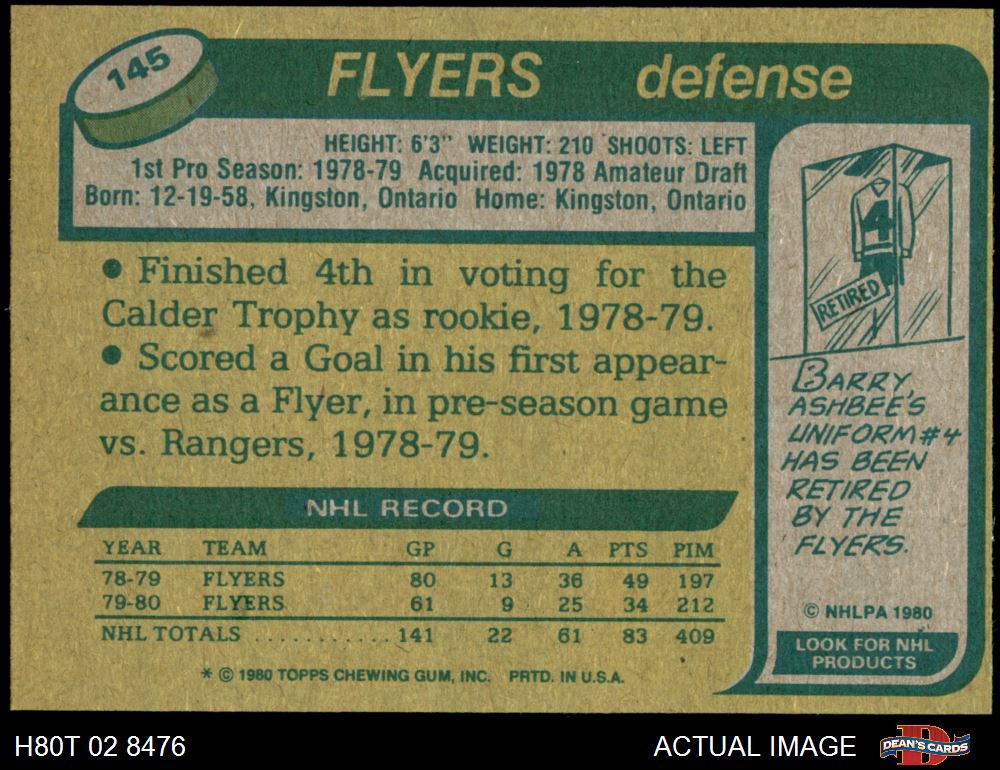 145
FLYERS defense
HEIGHT: 6'3" WEIGHT: 210 SHOOTS: LEFT
1st Pro Season: 1978-79 Acquired: 1978 Amateur Draft
Born: 12-19-58, Kingston, Ontario Home: Kingston, Ontario
• Finished 4th in voting for the
Calder Trophy as rookie, 1978-79.
• Scored a Goal in his first appear-
ance as a Flyer, in pre-season game
vs. Rangers, 1978-79.
NHL RECORD
YEAR TEAM GP G A PTS PIM
78-79 FLYERS 80 13 36 49 197
79-80 FLYERS 61 9 25 34 212
NHL TOTALS .......... 141 22 61 83 409
* © 1980 TOPPS CHEWING GUM, INC. PRTD. IN U.S.A.
4
RETIRED
BARRY
ASHBEE'S
UNIFORM #4
HAS BEEN
RETIRED
BY THE
FLYERS.
© NHLPA 1980
LOOK FOR NHL
PRODUCTS
H80T 02 8476
ACTUAL IMAGE
D
DEAN'S CARDS